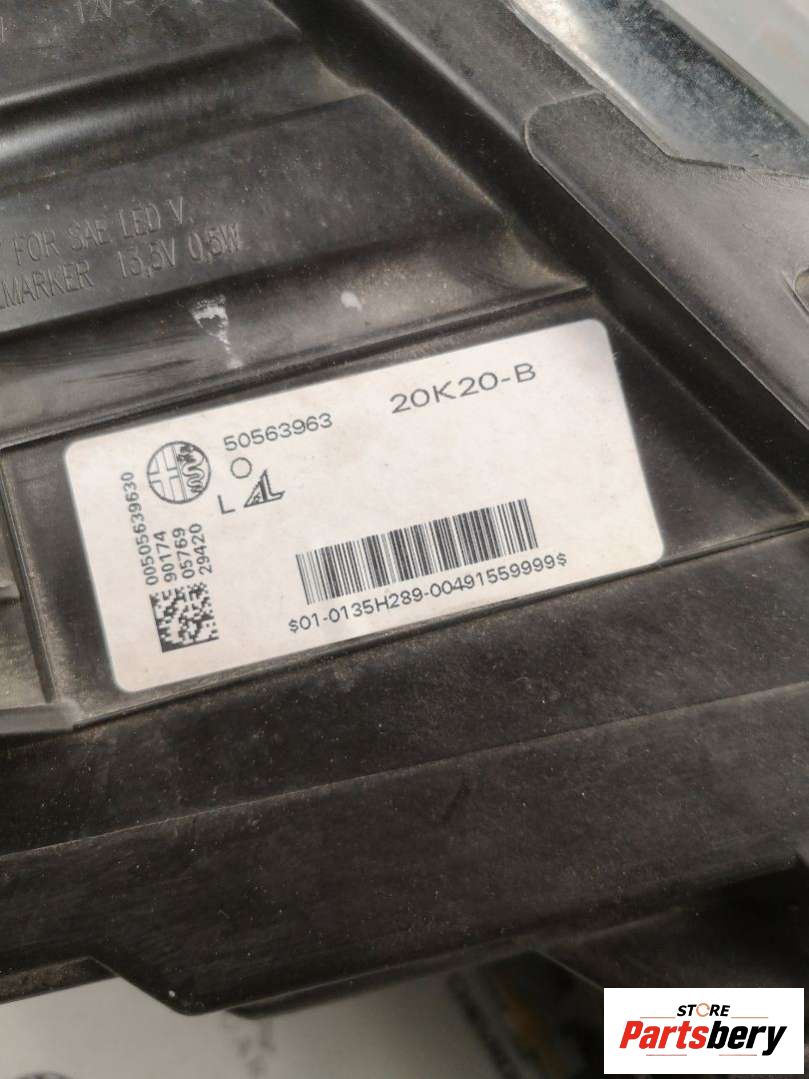 FOR SAE LED V
MARKER 13,5V 0,5W
50563963
20K20-B
L
00505639630
90174
05769
29420
$01-0135H289-00491559999$
STORE
Partsbery